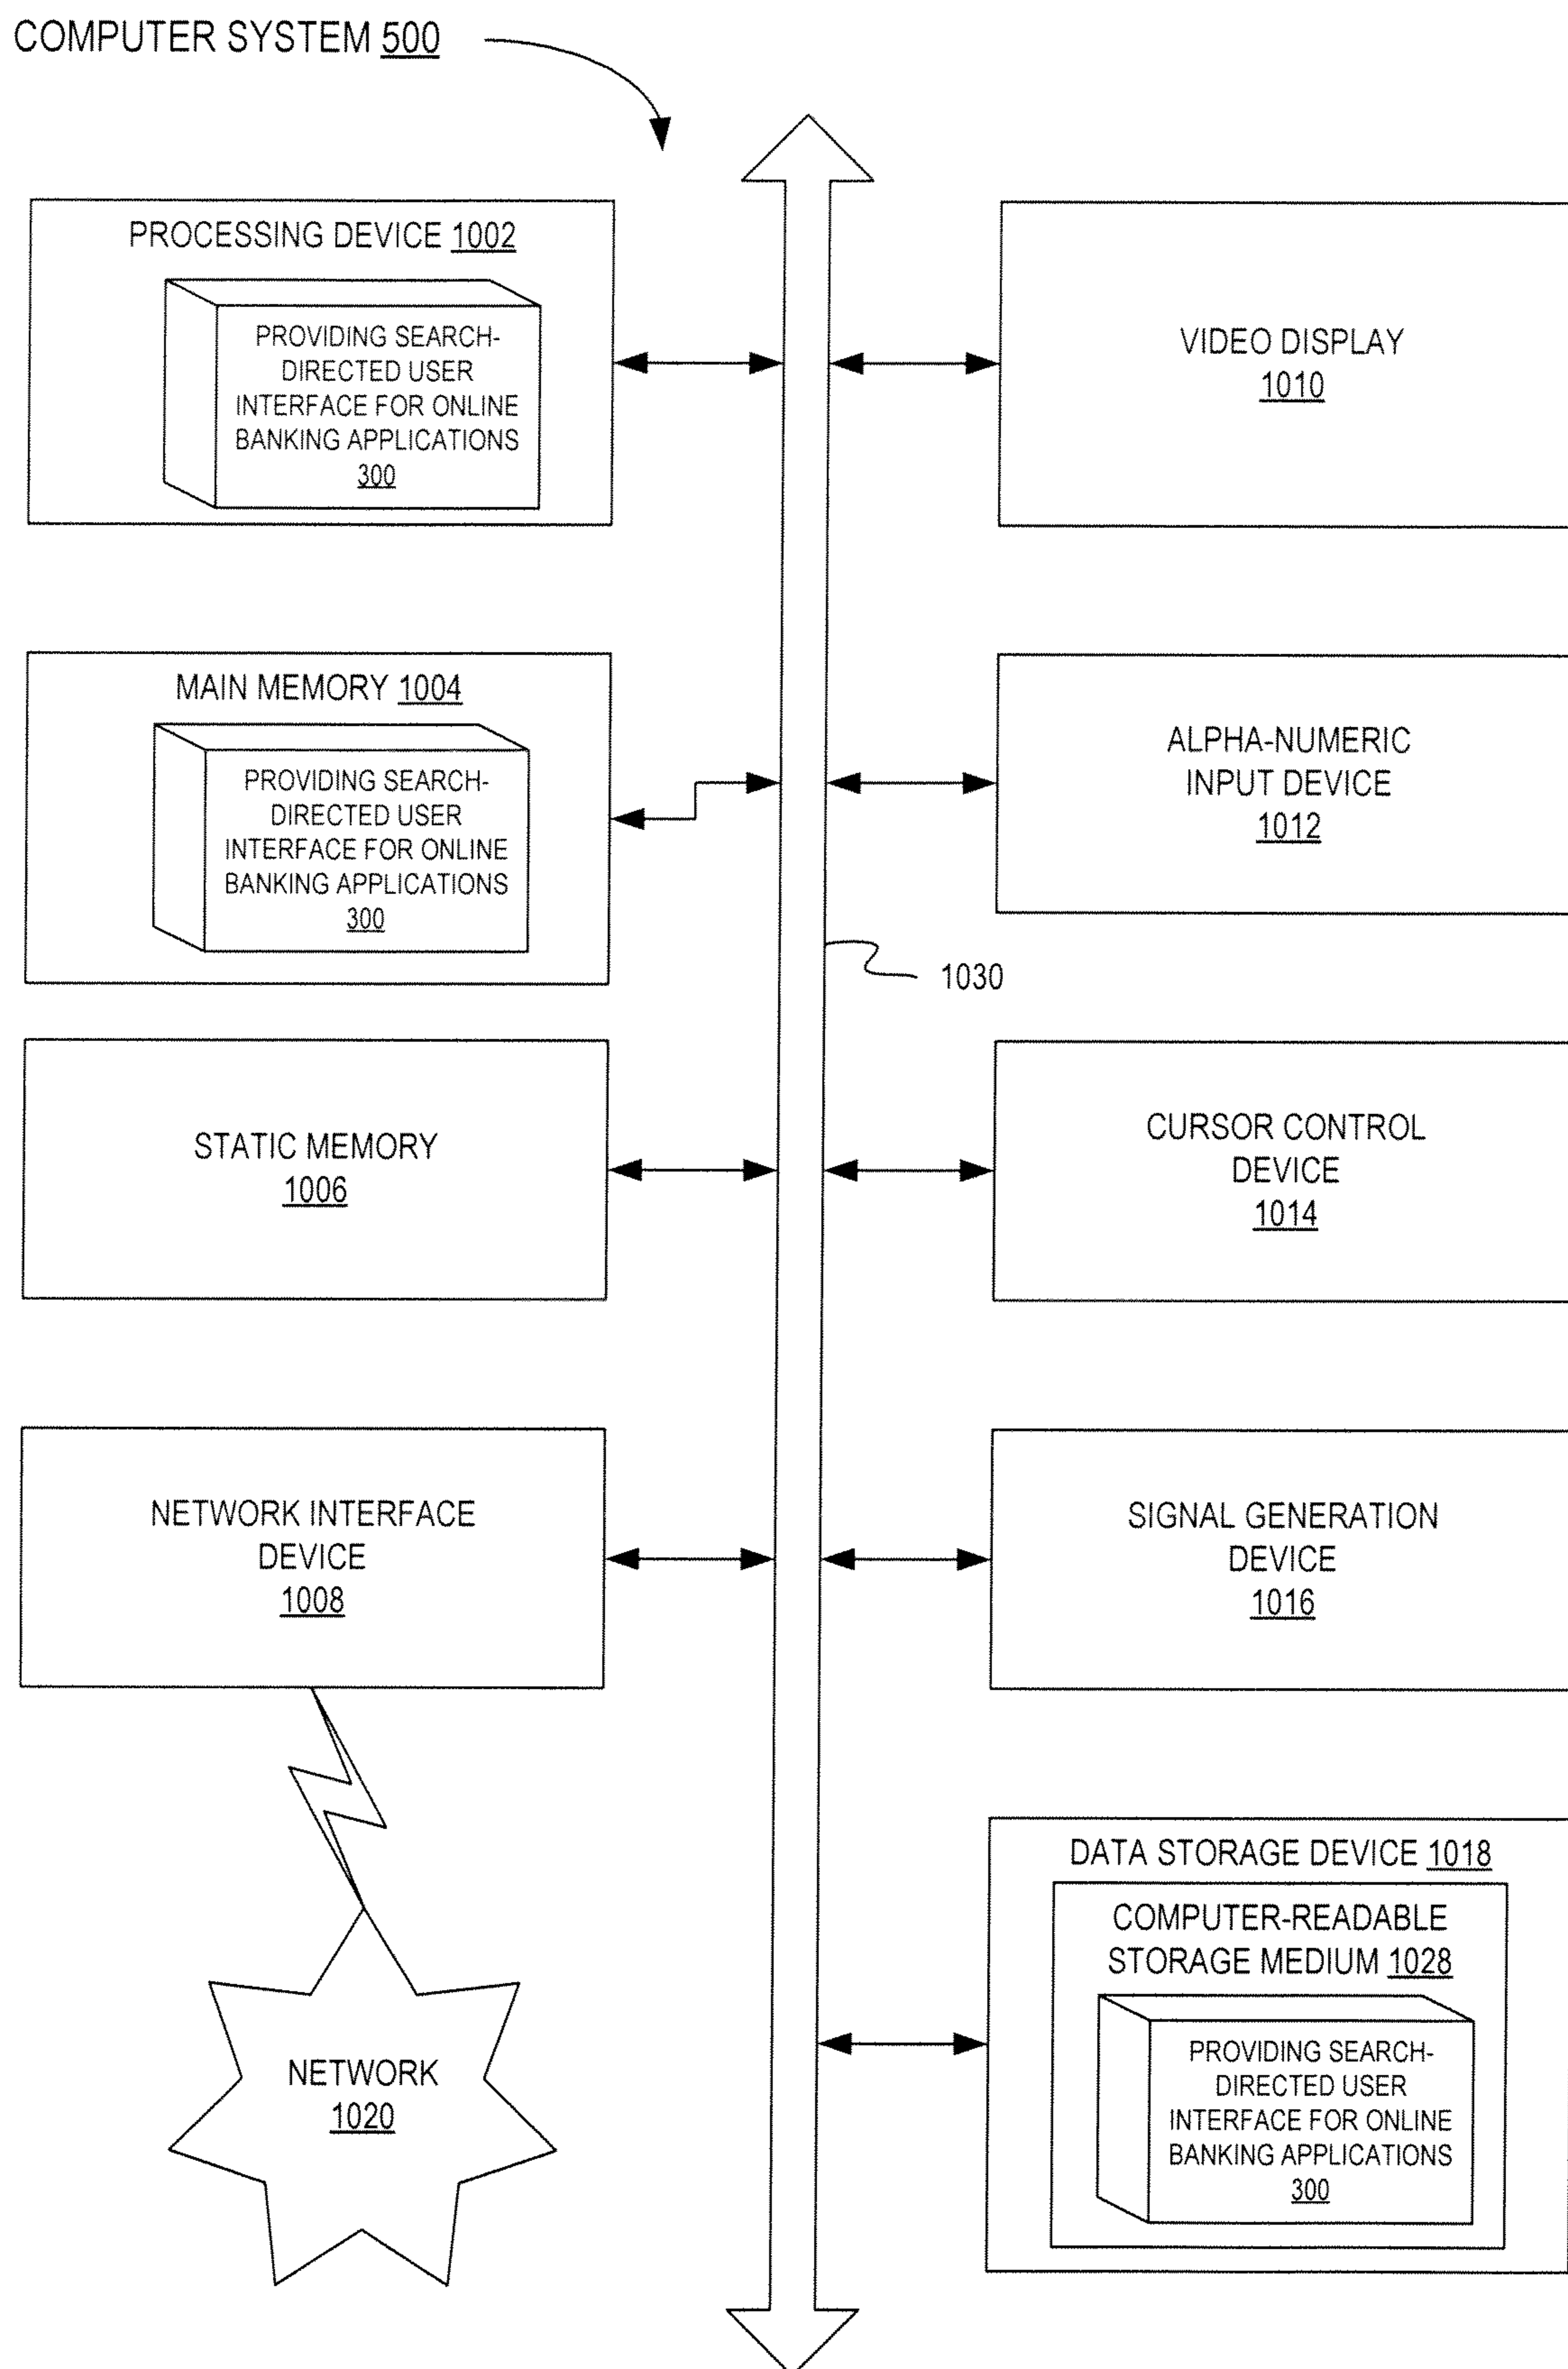 COMPUTER SYSTEM 500
PROCESSING DEVICE 1002
PROVIDING SEARCH-
DIRECTED USER
INTERFACE FOR ONLINE
BANKING APPLICATIONS
300
MAIN MEMORY 1004
PROVIDING SEARCH-
DIRECTED USER
INTERFACE FOR ONLINE
BANKING APPLICATIONS
300
STATIC MEMORY
1006
NETWORK INTERFACE
DEVICE
1008
NETWORK
1020
VIDEO DISPLAY
1010
ALPHA-NUMERIC
INPUT DEVICE
1012
1030
CURSOR CONTROL
DEVICE
1014
SIGNAL GENERATION
DEVICE
1016
DATA STORAGE DEVICE 1018
COMPUTER-READABLE
STORAGE MEDIUM 1028
PROVIDING SEARCH-
DIRECTED USER
INTERFACE FOR ONLINE
BANKING APPLICATIONS
300